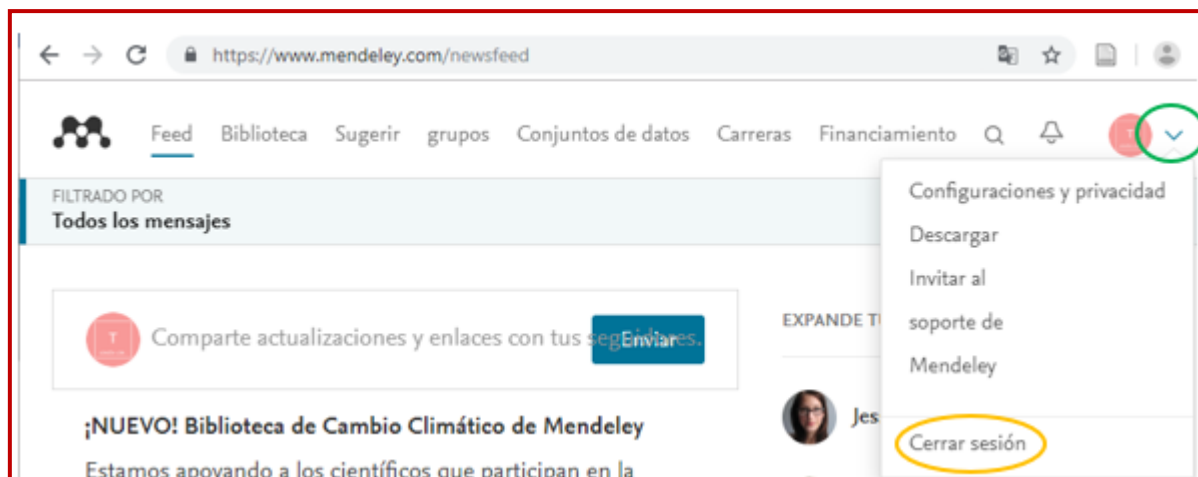 https://www.mendeley.com/newsfeed
Feed Biblioteca Sugerir grupos Conjuntos de datos Carreras Financiamiento
T
FILTRADO POR
Todos los mensajes
Configuraciones y privacidad
Descargar
Invitar al
soporte de
Mendeley
Cerrar sesión
T
Comparte actualizaciones y enlaces con tus seguidores.
Enviar
EXPANDE T
Jes
¡NUEVO! Biblioteca de Cambio Climático de Mendeley
Estamos apoyando a los científicos que participan en la